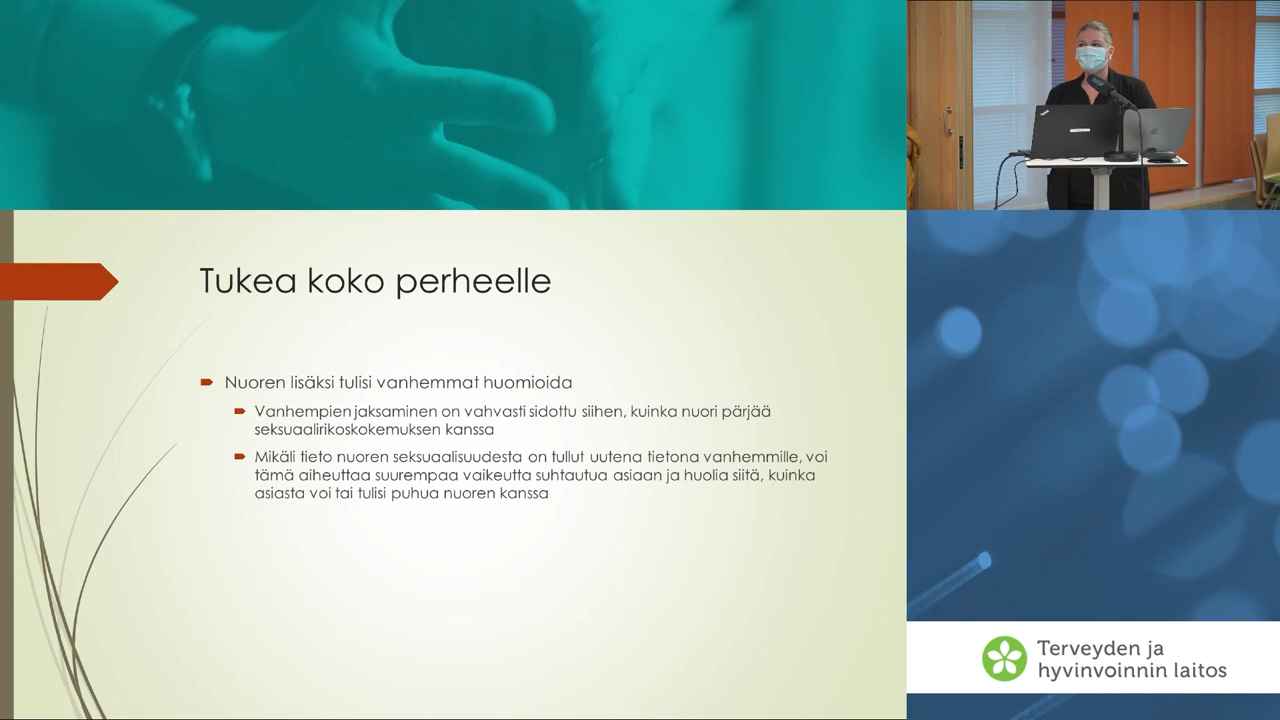 Tukea koko perheelle
Nuoren lisäksi tulisi vanhemmat huomioida
Vanhempien jaksaminen on vahvasti sidottu siihen, kuinka nuori pärjää
seksuaalirikoskokemuksen kanssa
Mikäli tieto nuoren seksuaalisuudesta on tullut uutena tietona vanhemmille, voi
tämä aiheuttaa suurempaa vaikeutta suhtautua asiaan ja huolia siitä, kuinka
asiasta voi tai tulisi puhua nuoren kanssa
Terveyden ja
hyvinvoinnin laitos